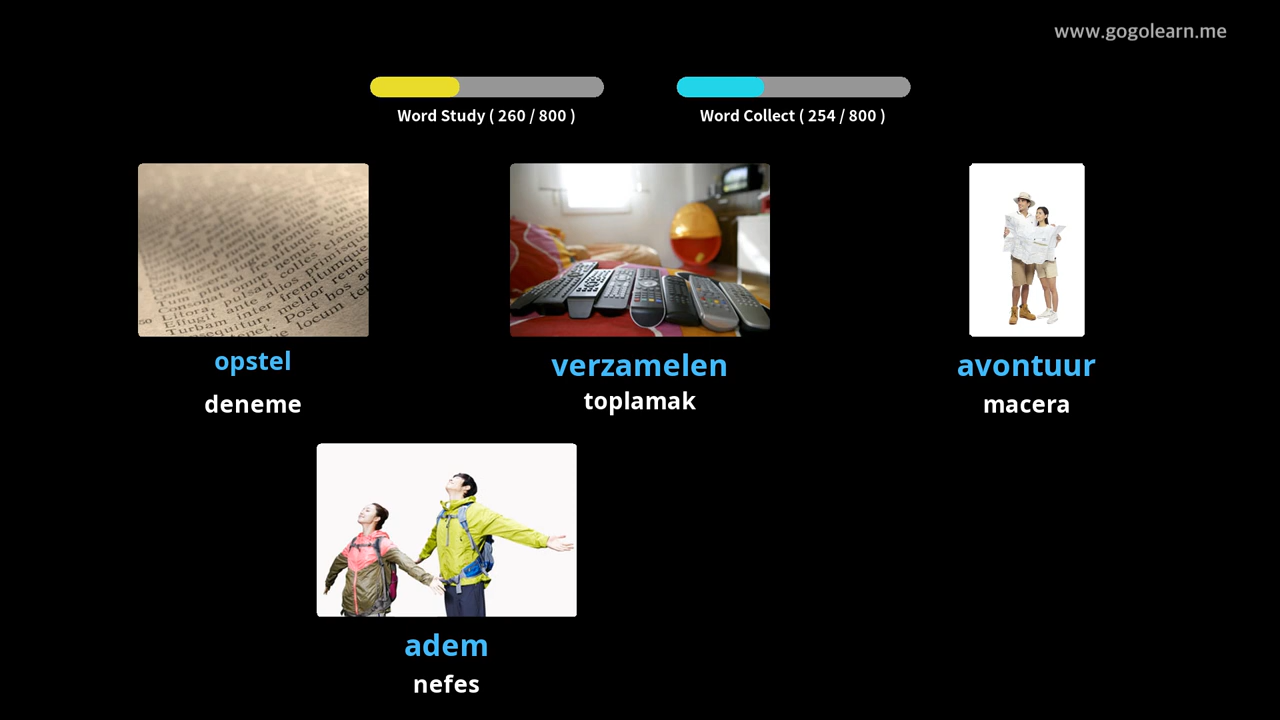 www.gogolearn.me
Word Study ( 260 / 800 )
Word Collect ( 254 / 800 )
opstel
deneme
verzamelen
toplamak
avontuur
macera
adem
nefes